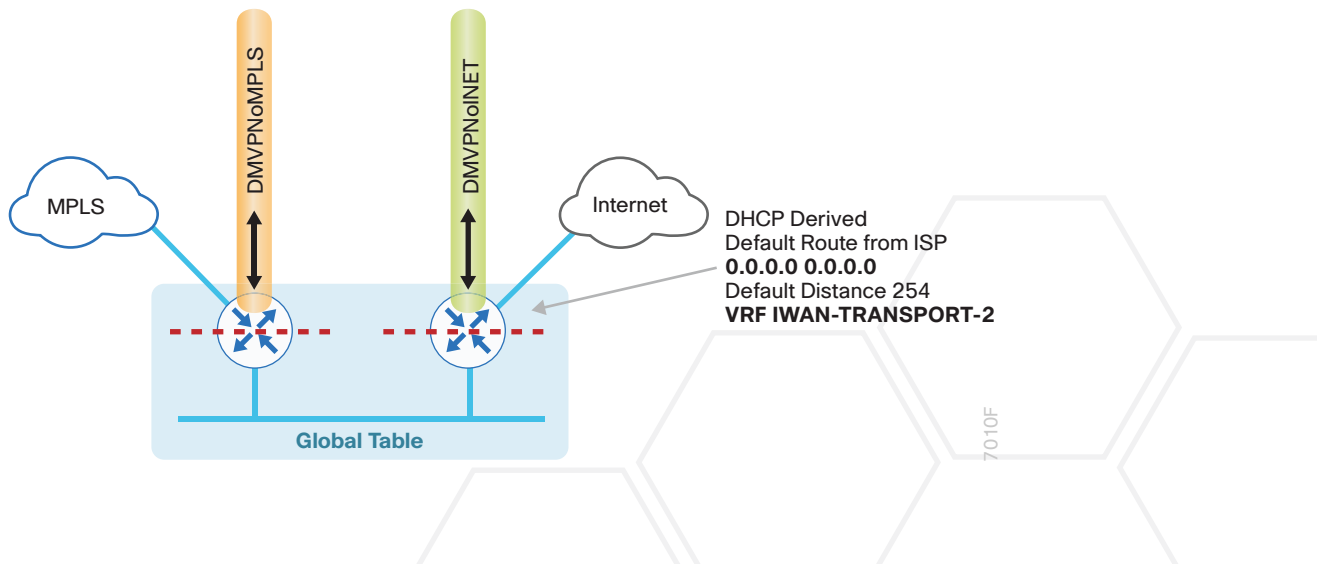 DMVPNoMPLS
DMVPNoINET
MPLS
Internet
DHCP Derived
Default Route from ISP
0.0.0.0 0.0.0.0
Default Distance 254
VRF IWAN-TRANSPORT-2
Global Table
7010F